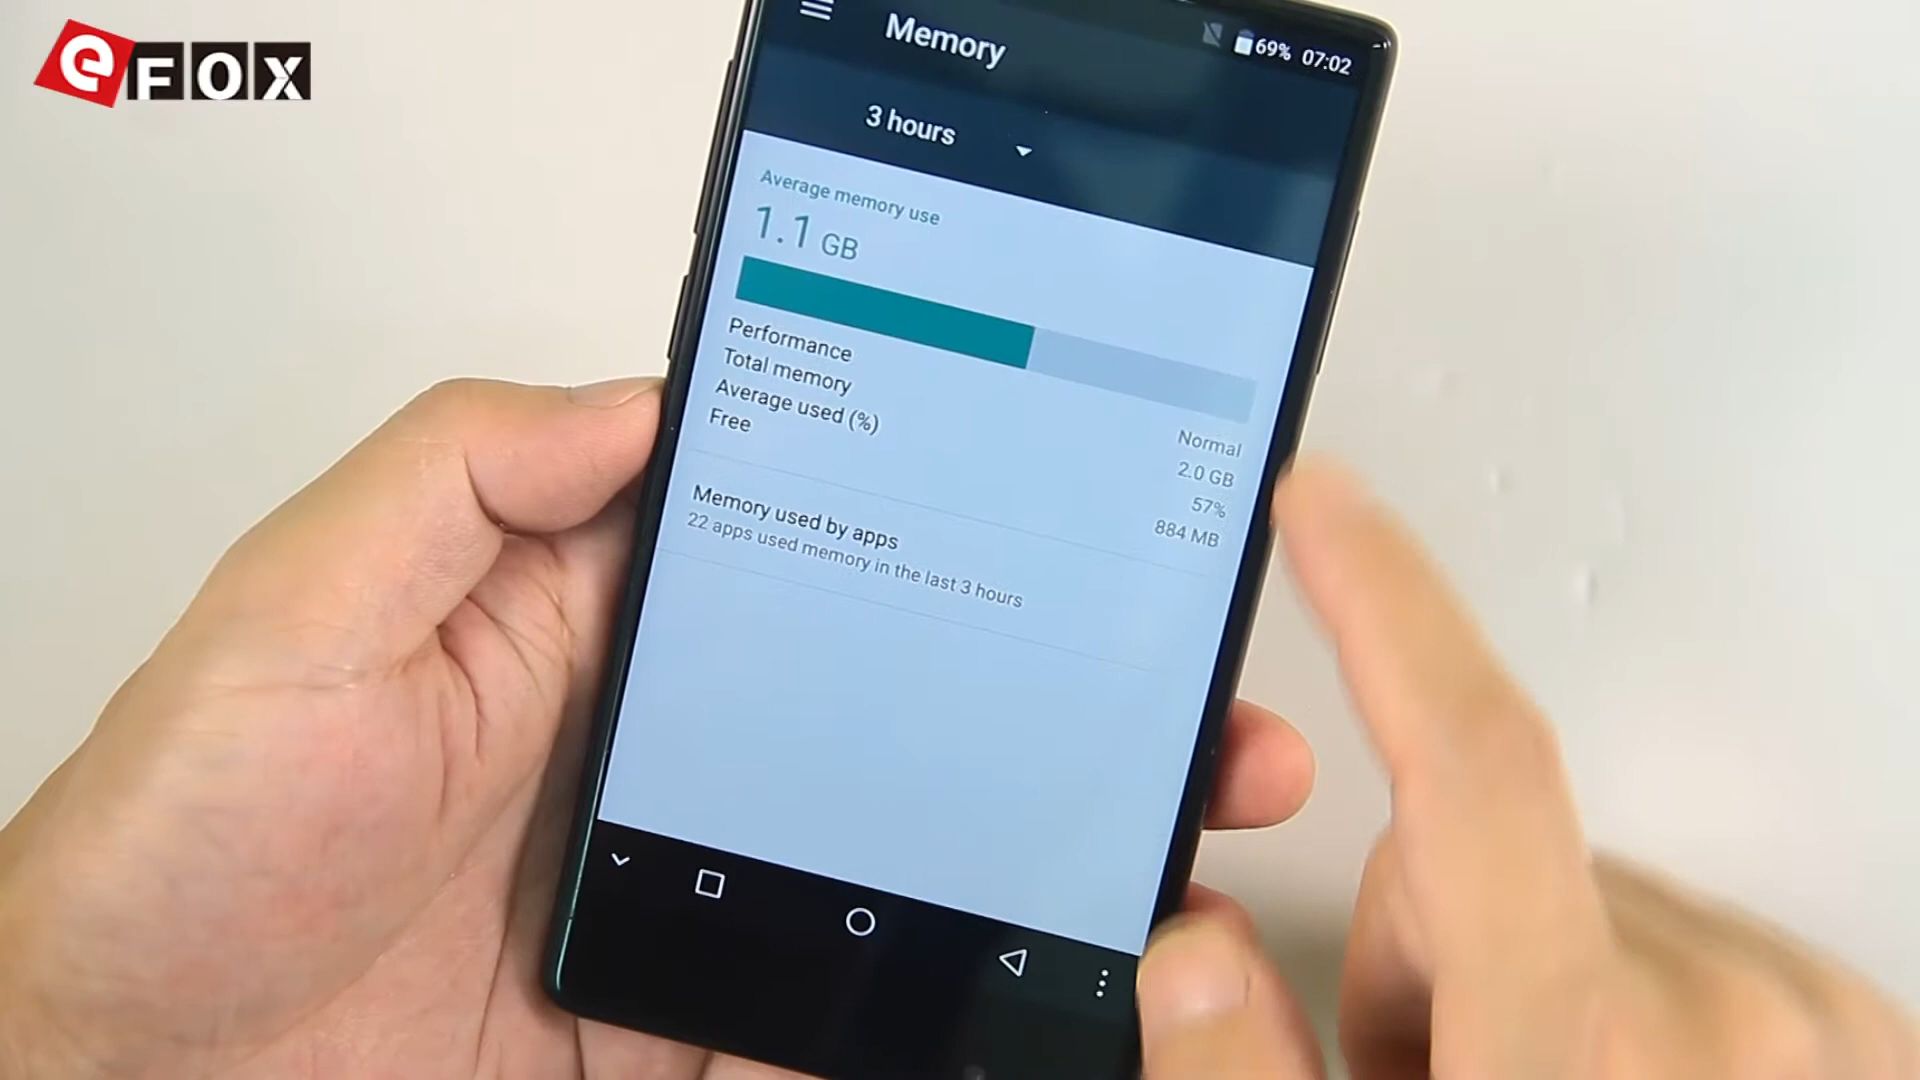 eFOX
Memory
69% 07:02
3 hours
Average memory use
1.1 GB
Performance Normal
Total memory 2.0 GB
Average used (%) 57%
Free 884 MB
Memory used by apps
22 apps used memory in the last 3 hours